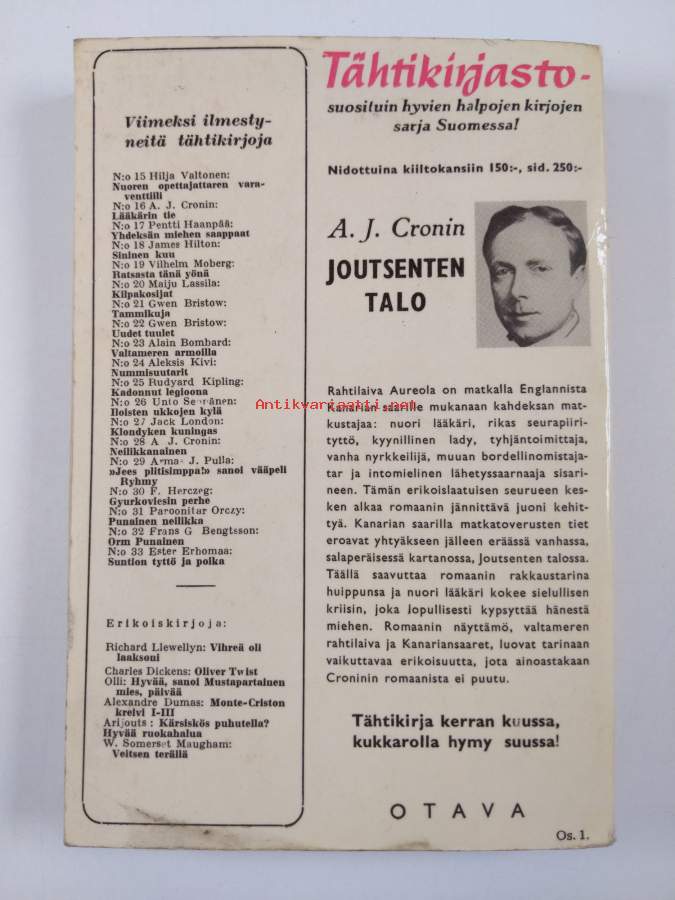 Viimeksi ilmesty-
neitä tähtikirjoja
N:o 15 Hilja Valtonen:
Nuoren opettajattaren vara-
venttiili
N:o 16 A. J. Cronin:
Lääkärin tie
N:o 17 Pentti Haanpää:
Yhdeksän miehen saappaat
N:o 18 James Hilton:
Sininen kuu
N:o 19 Vilhelm Moberg:
Ratsasta tänä yönä
N:o 20 Maiju Lassila:
Kilpakosijat
N:o 21 Gwen Bristow:
Tammikuja
N:o 22 Gwen Bristow:
Uudet tuulet
N:o 23 Alain Bombard:
Valtameren armoilla
N:o 24 Aleksis Kivi:
Nummisuutarit
N:o 25 Rudyard Kipling:
Kadonnut legioona
N:o 26 Unto Seppänen:
Iloisten ukkojen kylä
N:o 27 Jack London:
Klondyken kuningas
N:o 28 A. J. Cronin:
Neilikkanainen
N:o 29 Armas J. Pulla:
»Jees plitisimppa!» sanoi vääpeli
Ryhmy
N:o 30 F. Herczeg:
Gyurkoviesin perhe
N:o 31 Paroonitar Orczy:
Punainen neilikka
N:o 32 Frans G Bengtsson:
Orm Punainen
N:o 33 Ester Erhomaa:
Suntion tyttö ja poika
Erikoiskirjoja:
Richard Llewellyn: Vihreä oli
laaksoni
Charles Dickens: Oliver Twist
Olli: Hyvää, sanoi Mustapartainen
mies, päivää
Alexandre Dumas: Monte-Criston
kreivi I-III
Arijouts: Kärsiskös puhutella?
Hyvää ruokahalua
W. Somerset Maugham:
Veitsen terällä
Tähtikirjasto-
suosituin hyvien halpojen kirjojen
sarja Suomessa!
Nidottuina kiiltokansiin 150:-, sid. 250:-
A. J. Cronin
JOUTSENTEN
TALO
Rahtilaiva Aureola on matkalla Englannista
Kanarian saarille mukanaan kahdeksan mat-
kustajaa: nuori lääkäri, rikas seurapiiri-
tyttö, kyynillinen lady, tyhjäntoimittaja,
vanha nyrkkeilijä, muuan bordellinomistaja-
tar ja intomielinen lähetyssaarnaaja sisari-
neen. Tämän erikoislaatuisen seurueen kes-
ken alkaa romaanin jännittävä juoni kehit-
tyä. Kanarian saarilla matkatoverusten tiet
eroavat yhtyäkseen jälleen eräässä vanhassa,
salaperäisessä kartanossa, Joutsenten talossa.
Täällä saavuttaa romaanin rakkaustarina
huippunsa ja nuori lääkäri kokee sielullisen
kriisin, joka lopullisesti kypsyttää hänestä
miehen. Romaanin näyttämö, valtameren
rahtilaiva ja Kanariansaaret, luovat tarinaan
vaikuttavaa erikoisuutta, jota ainoastakaan
Croninin romaanista ei puutu.
Tähtikirja kerran kuussa,
kukkarolla hymy suussa!
OTAVA
Os. 1.
Antikvariaatti.net